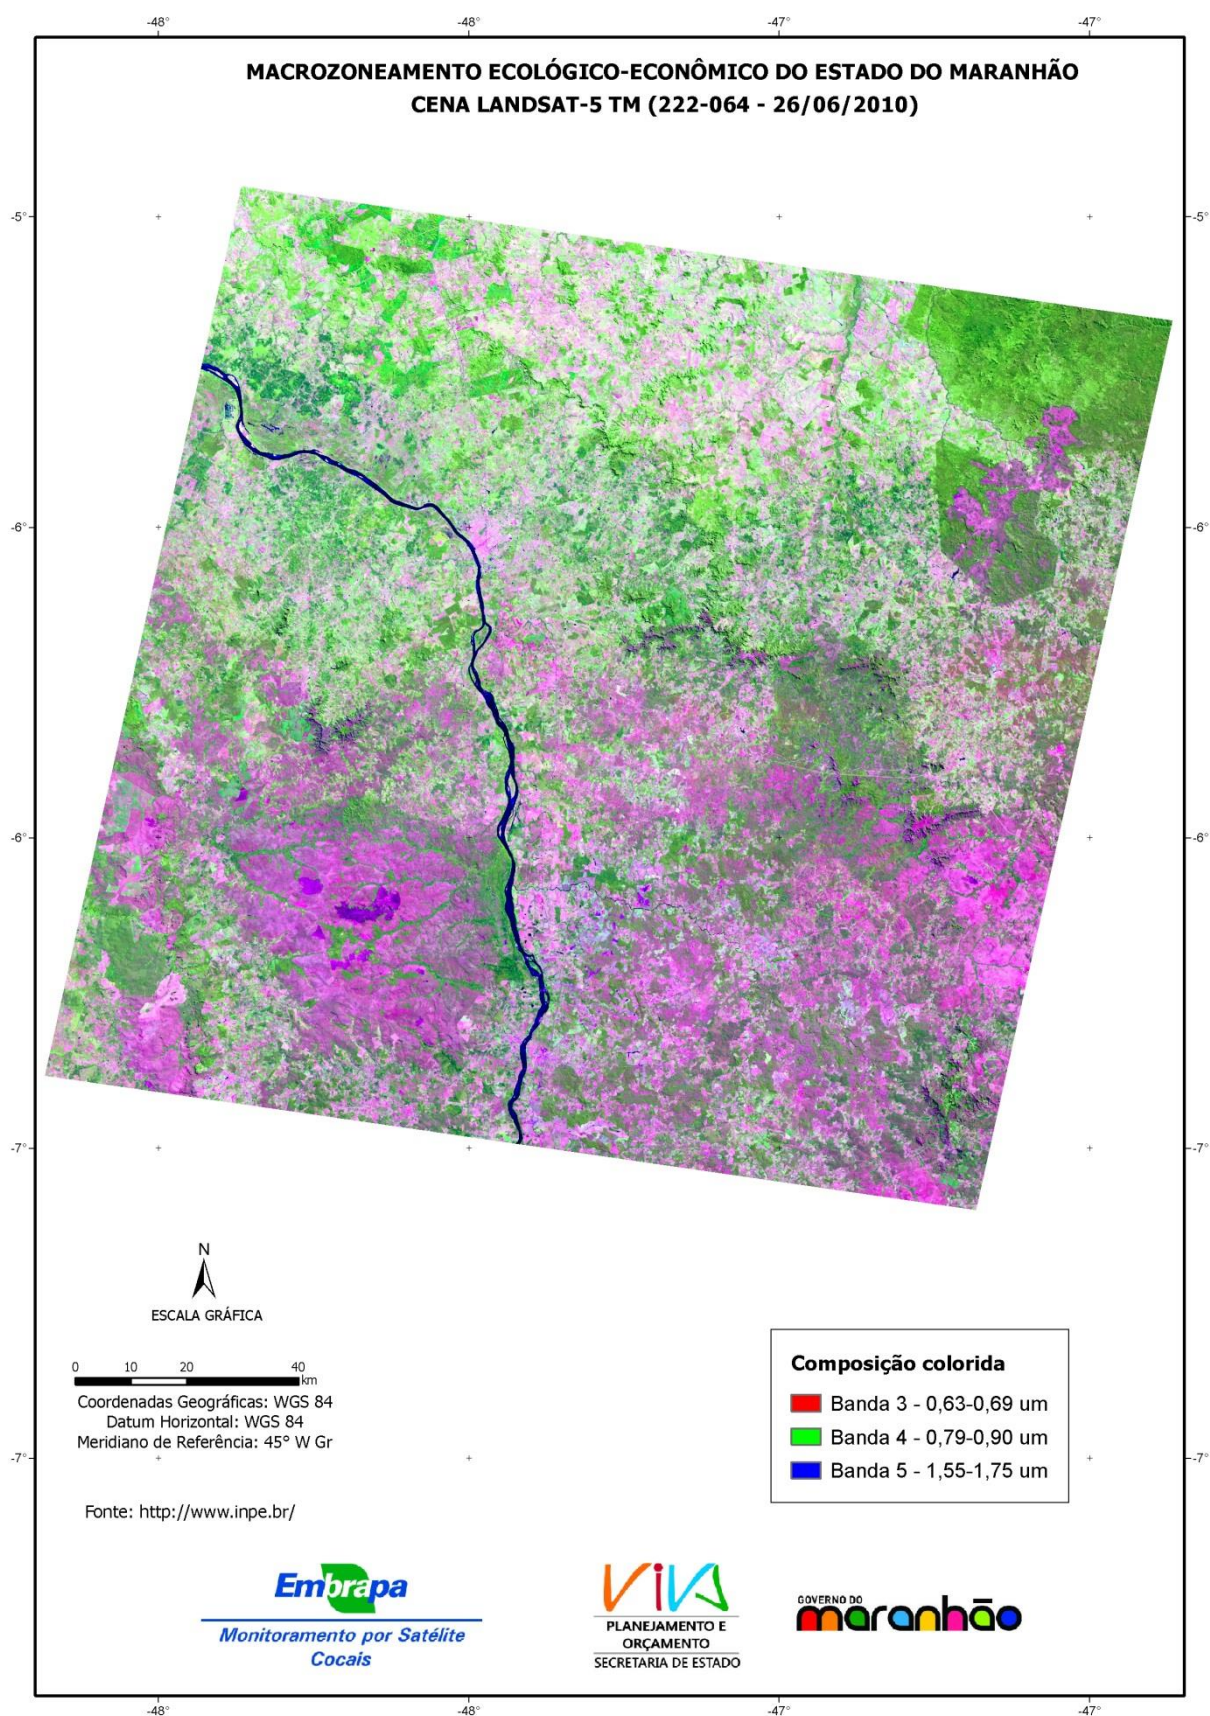 -48° -48° -47° -47°
MACROZONEAMENTO ECOLÓGICO-ECONÔMICO DO ESTADO DO MARANHÃO
CENA LANDSAT-5 TM (222-064 - 26/06/2010)
-5° -5°
-6° -6°
-6° -6°
-7° -7°
N
ESCALA GRÁFICA
0 10 20 40
km
Coordenadas Geográficas: WGS 84
Datum Horizontal: WGS 84
Meridiano de Referência: 45° W Gr
Composição colorida
Banda 3 - 0,63-0,69 um
Banda 4 - 0,79-0,90 um
Banda 5 - 1,55-1,75 um
-7° -7°
Fonte: http://www.inpe.br/
Embrapa
Monitoramento por Satélite
Cocais
VIVA
PLANEJAMENTO E
ORÇAMENTO
SECRETARIA DE ESTADO
GOVERNO DO
maranhão
-48° -48° -47° -47°